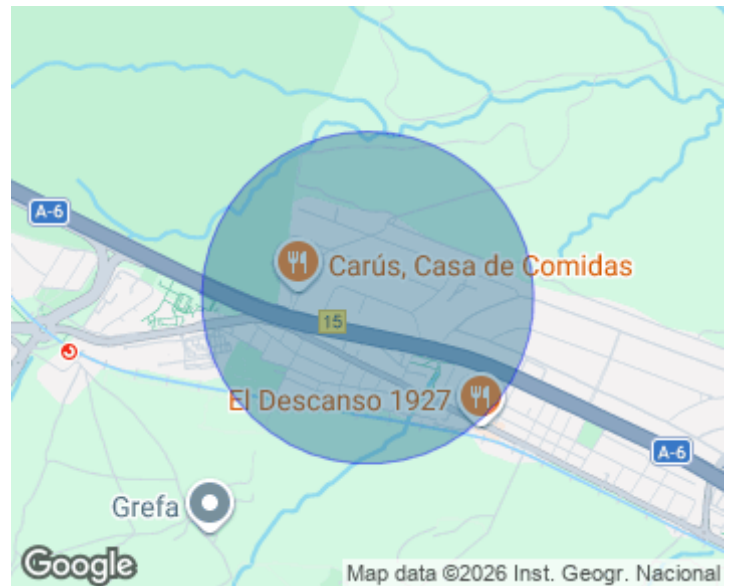 A-6
Carús, Casa de Comidas
15
El Descanso 1927
A-6
Grefa
Google
Map data ©2026 Inst. Geogr. Nacional